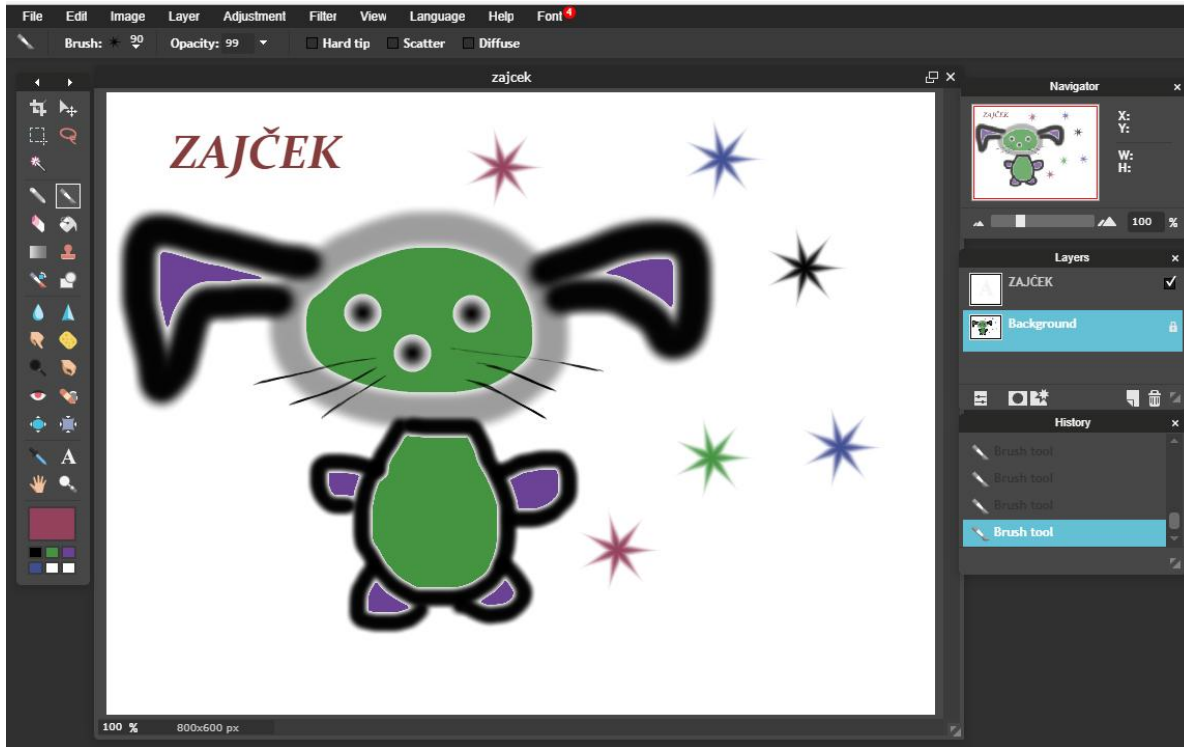 File Edit Image Layer Adjustment Filter View Language Help Font 4
Brush: 90 Opacity: 99 Hard tip Scatter Diffuse
zajcek
ZAJČEK
Navigator
ZAJČEK
X:
Y:
W:
H:
100 %
Layers
A ZAJČEK
Background
History
Brush tool
Brush tool
Brush tool
Brush tool
A
100 % 800x600 px